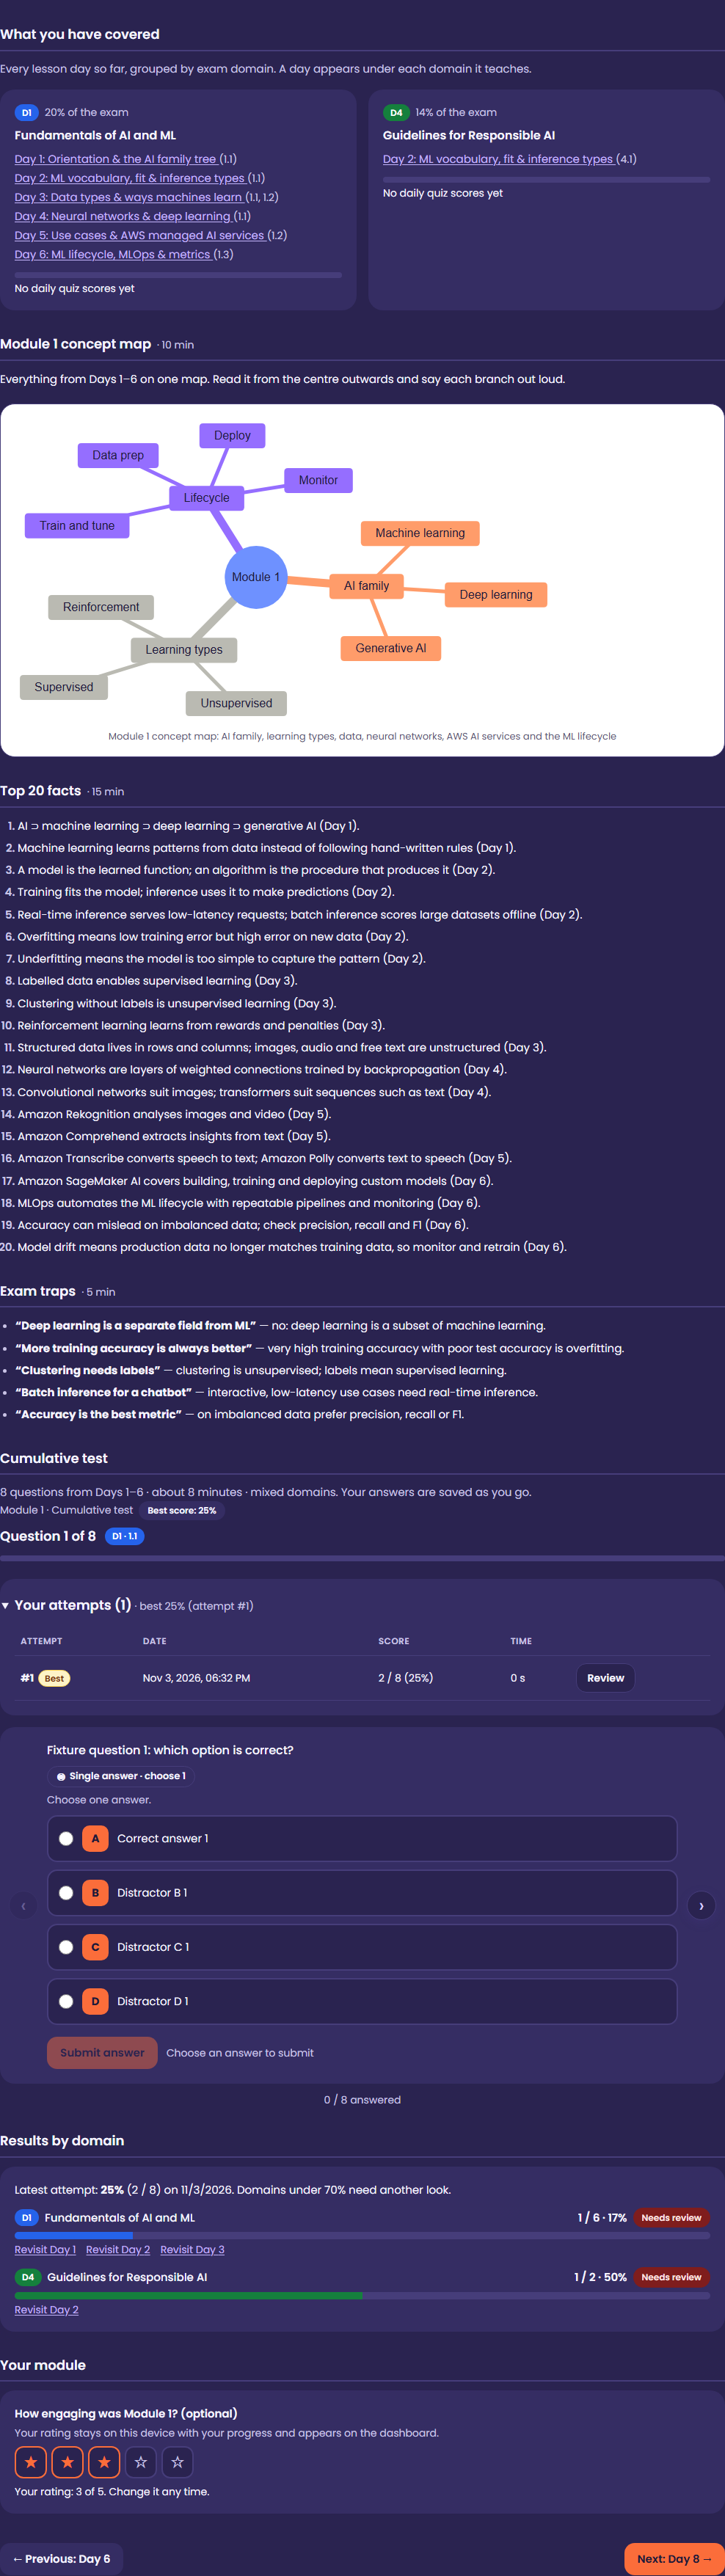 What you have covered
Every lesson day so far, grouped by exam domain. A day appears under each domain it teaches.
D1 20% of the exam
Fundamentals of AI and ML
Day 1: Orientation & the AI family tree (1.1)
Day 2: ML vocabulary, fit & inference types (1.1)
Day 3: Data types & ways machines learn (1.1, 1.2)
Day 4: Neural networks & deep learning (1.1)
Day 5: Use cases & AWS managed AI services (1.2)
Day 6: ML lifecycle, MLOps & metrics (1.3)
No daily quiz scores yet
D4 14% of the exam
Guidelines for Responsible AI
Day 2: ML vocabulary, fit & inference types (4.1)
No daily quiz scores yet
Module 1 concept map · 10 min
Everything from Days 1–6 on one map. Read it from the centre outwards and say each branch out loud.
Deploy
Data prep
Monitor
Lifecycle
Train and tune
Machine learning
Module 1
AI family
Deep learning
Reinforcement
Learning types
Generative AI
Supervised
Unsupervised
Module 1 concept map: AI family, learning types, data, neural networks, AWS AI services and the ML lifecycle
Top 20 facts · 15 min
1. AI ⊃ machine learning ⊃ deep learning ⊃ generative AI (Day 1).
2. Machine learning learns patterns from data instead of following hand-written rules (Day 1).
3. A model is the learned function; an algorithm is the procedure that produces it (Day 2).
4. Training fits the model; inference uses it to make predictions (Day 2).
5. Real-time inference serves low-latency requests; batch inference scores large datasets offline (Day 2).
6. Overfitting means low training error but high error on new data (Day 2).
7. Underfitting means the model is too simple to capture the pattern (Day 2).
8. Labelled data enables supervised learning (Day 3).
9. Clustering without labels is unsupervised learning (Day 3).
10. Reinforcement learning learns from rewards and penalties (Day 3).
11. Structured data lives in rows and columns; images, audio and free text are unstructured (Day 3).
12. Neural networks are layers of weighted connections trained by backpropagation (Day 4).
13. Convolutional networks suit images; transformers suit sequences such as text (Day 4).
14. Amazon Rekognition analyses images and video (Day 5).
15. Amazon Comprehend extracts insights from text (Day 5).
16. Amazon Transcribe converts speech to text; Amazon Polly converts text to speech (Day 5).
17. Amazon SageMaker AI covers building, training and deploying custom models (Day 6).
18. MLOps automates the ML lifecycle with repeatable pipelines and monitoring (Day 6).
19. Accuracy can mislead on imbalanced data; check precision, recall and F1 (Day 6).
20. Model drift means production data no longer matches training data, so monitor and retrain (Day 6).
Exam traps · 5 min
• “Deep learning is a separate field from ML” — no: deep learning is a subset of machine learning.
• “More training accuracy is always better” — very high training accuracy with poor test accuracy is overfitting.
• “Clustering needs labels” — clustering is unsupervised; labels mean supervised learning.
• “Batch inference for a chatbot” — interactive, low-latency use cases need real-time inference.
• “Accuracy is the best metric” — on imbalanced data prefer precision, recall or F1.
Cumulative test
8 questions from Days 1–6 · about 8 minutes · mixed domains. Your answers are saved as you go.
Module 1 · Cumulative test Best score: 25%
Question 1 of 8 D1 · 1.1
▼ Your attempts (1) · best 25% (attempt #1)
ATTEMPT DATE SCORE TIME
#1 Best Nov 3, 2026, 06:32 PM 2 / 8 (25%) 0 s Review
Fixture question 1: which option is correct?
◉ Single answer · choose 1
Choose one answer.
A Correct answer 1
B Distractor B 1
C Distractor C 1
D Distractor D 1
‹ ›
Submit answer Choose an answer to submit
0 / 8 answered
Results by domain
Latest attempt: 25% (2 / 8) on 11/3/2026. Domains under 70% need another look.
D1 Fundamentals of AI and ML 1 / 6 · 17% Needs review
Revisit Day 1 Revisit Day 2 Revisit Day 3
D4 Guidelines for Responsible AI 1 / 2 · 50% Needs review
Revisit Day 2
Your module
How engaging was Module 1? (optional)
Your rating stays on this device with your progress and appears on the dashboard.
★ ★ ★ ☆ ☆
Your rating: 3 of 5. Change it any time.
← Previous: Day 6 Next: Day 8 →